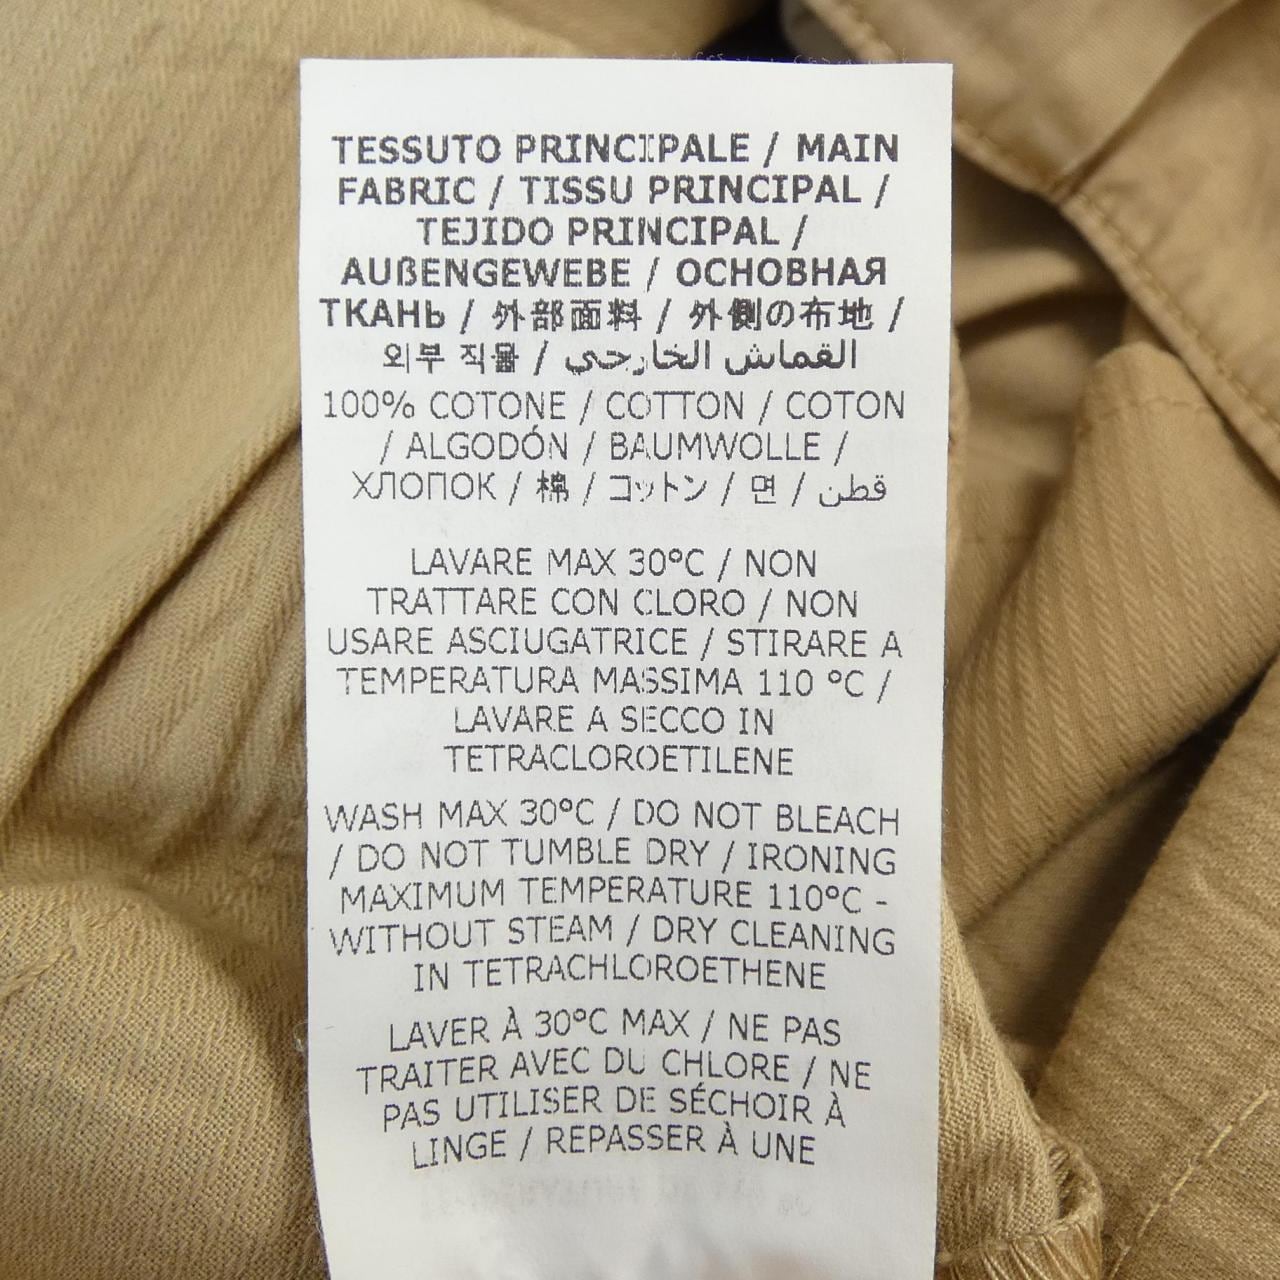 TESSUTO PRINCIPALE / MAIN
FABRIC / TISSU PRINCIPAL /
TEJIDO PRINCIPAL /
AUßENGEWEBE / ОСНОВНАЯ
ТКАНЬ / 外部面料 / 外側の布地 /
외부 직물 / القماش الخارجي
100% COTONE / COTTON / COTON
/ ALGODÓN / BAUMWOLLE /
ХЛОПОК / 棉 / コットン / 면 / قطن
LAVARE MAX 30°C / NON
TRATTARE CON CLORO / NON
USARE ASCIUGATRICE / STIRARE A
TEMPERATURA MASSIMA 110 °C /
LAVARE A SECCO IN
TETRACLOROETILENE
WASH MAX 30°C / DO NOT BLEACH
/ DO NOT TUMBLE DRY / IRONING
MAXIMUM TEMPERATURE 110°C -
WITHOUT STEAM / DRY CLEANING
IN TETRACHLOROETHENE
LAVER À 30°C MAX / NE PAS
TRAITER AVEC DU CHLORE / NE
PAS UTILISER DE SÉCHOIR À
LINGE / REPASSER À UNE